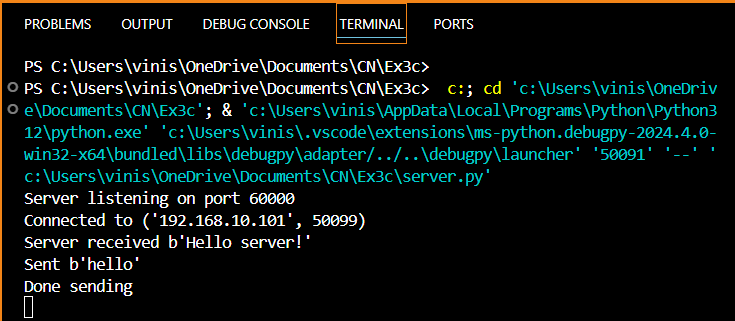 PROBLEMS OUTPUT DEBUG CONSOLE TERMINAL PORTS
PS C:\Users\vinis\OneDrive\Documents\CN\Ex3c>
PS C:\Users\vinis\OneDrive\Documents\CN\Ex3c>  c:; cd 'c:\Users\vinis\OneDriv
e\Documents\CN\Ex3c'; & 'c:\Users\vinis\AppData\Local\Programs\Python\Python3
12\python.exe' 'c:\Users\vinis\.vscode\extensions\ms-python.debugpy-2024.4.0-
win32-x64\bundled\libs\debugpy\adapter/../..\debugpy\launcher' '50091' '--' '
c:\Users\vinis\OneDrive\Documents\CN\Ex3c\server.py'
Server listening on port 60000
Connected to ('192.168.10.101', 50099)
Server received b'Hello server!'
Sent b'hello'
Done sending